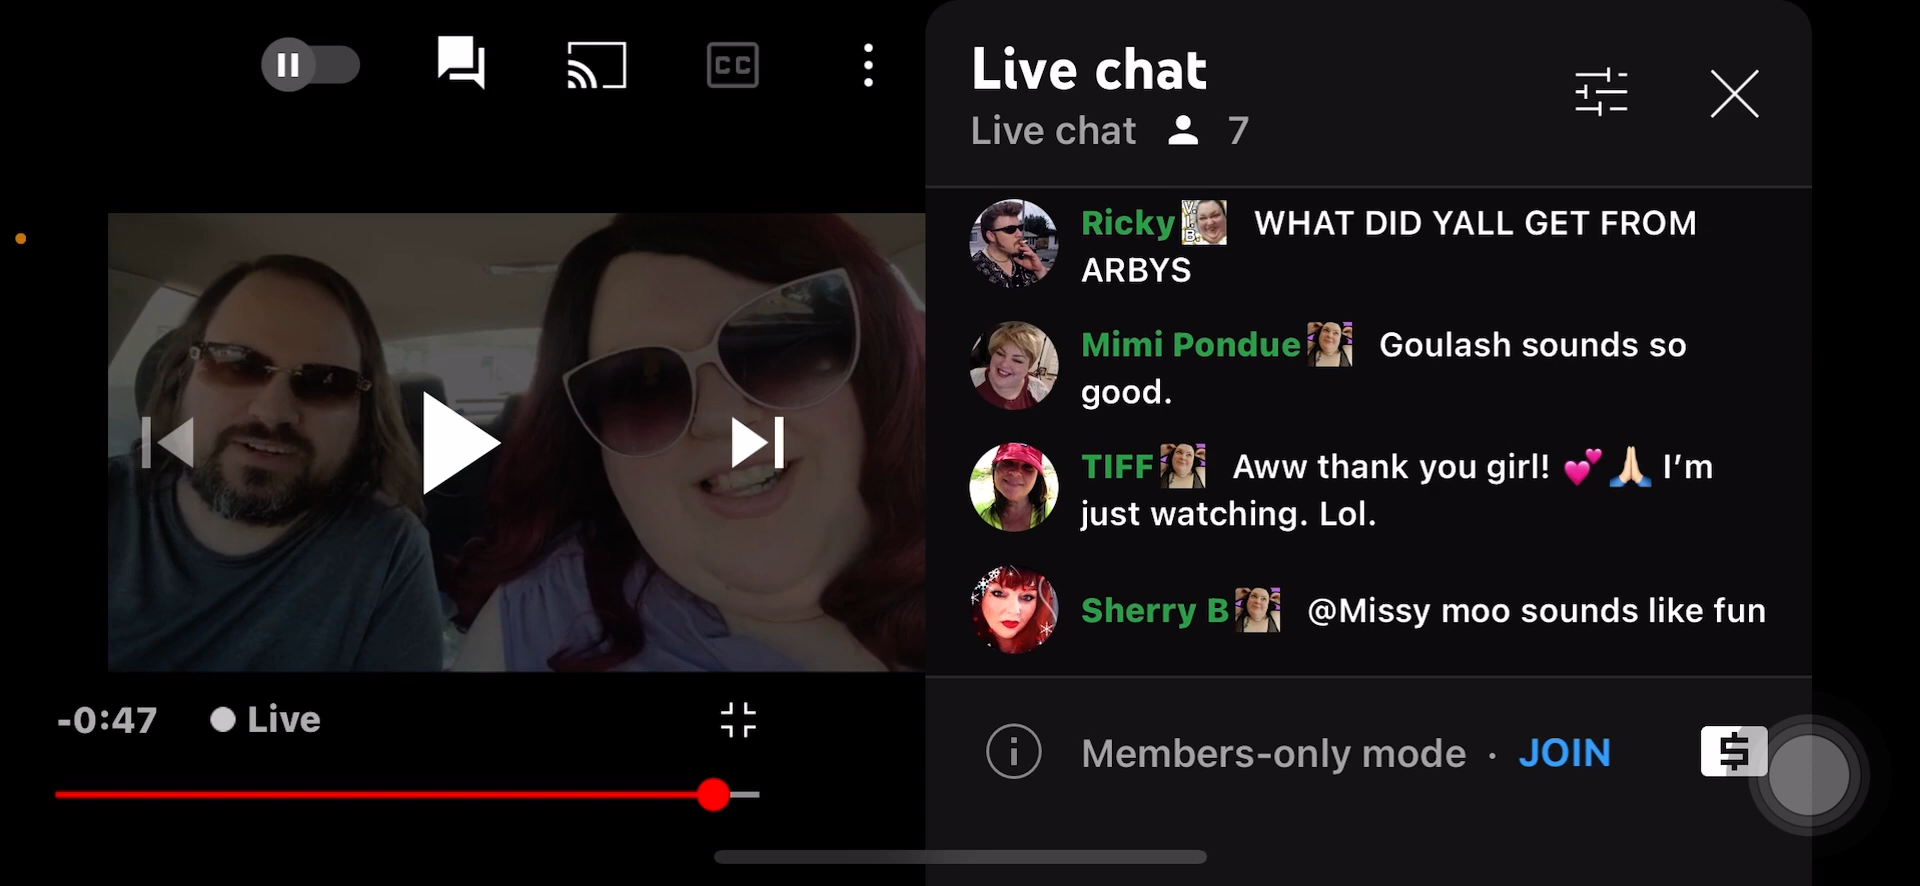 CC
Live chat
Live chat 7
Ricky V.I.B. WHAT DID YALL GET FROM
ARBYS
Mimi Pondue Goulash sounds so
good.
TIFF Aww thank you girl! 💕🙏🏻 I’m
just watching. Lol.
Sherry B @Missy moo sounds like fun
-0:47 Live
Members-only mode · JOIN
$